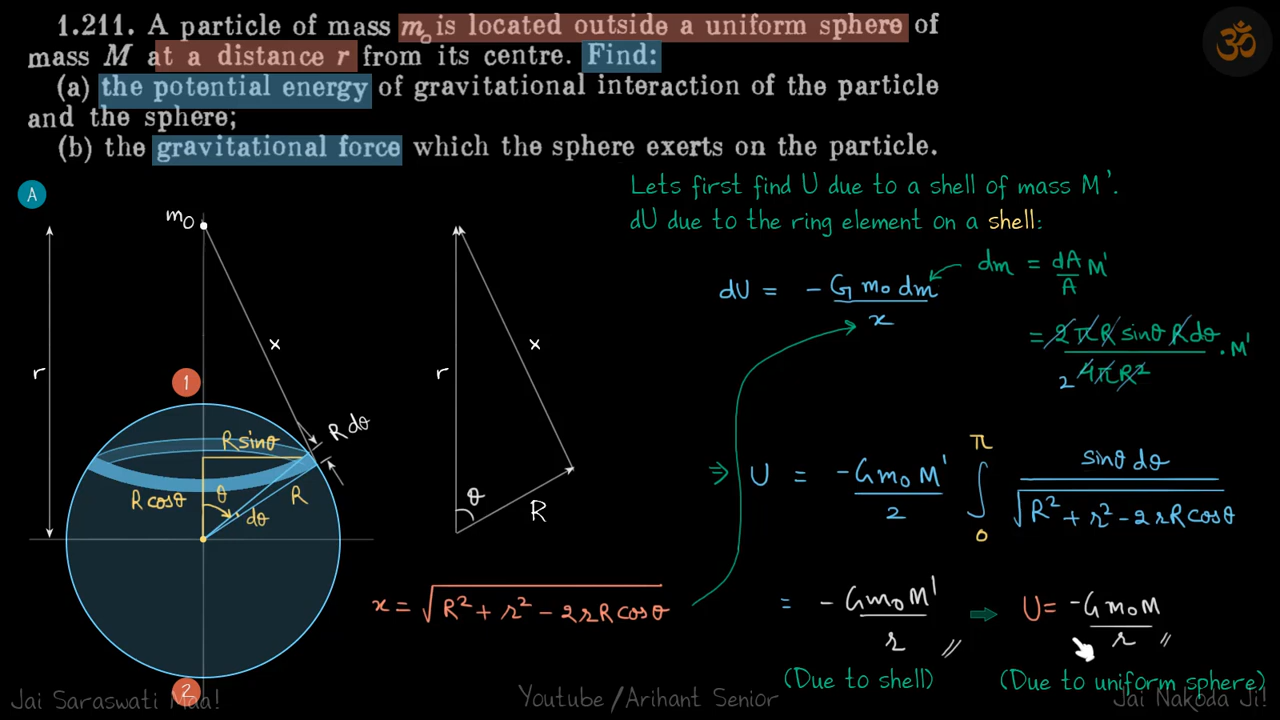 1.211. A particle of mass m₀ is located outside a uniform sphere of
mass M at a distance r from its centre. Find:
(a) the potential energy of gravitational interaction of the particle
and the sphere;
(b) the gravitational force which the sphere exerts on the particle.
ॐ
A
Lets first find U due to a shell of mass M'.
dU due to the ring element on a shell:
m₀
r
x
1
R sinθ
R dθ
R cosθ
θ
R
dθ
2
r
x
θ
R
x = √(R² + r² - 2rR cosθ)
dU = - G m₀ dm / x
dm = dA/A M'
= 2πR sinθ R dθ / 4πR² . M'
2
⇒ U = -Gm₀M'/2 ∫₀^π sinθ dθ / √(R² + r² - 2rR cosθ)
= - Gm₀M' / r //
U = -Gm₀M / r //
(Due to shell)
(Due to uniform sphere)
Jai Saraswati Maa!
Youtube /Arihant Senior
Jai Nakoda Ji!